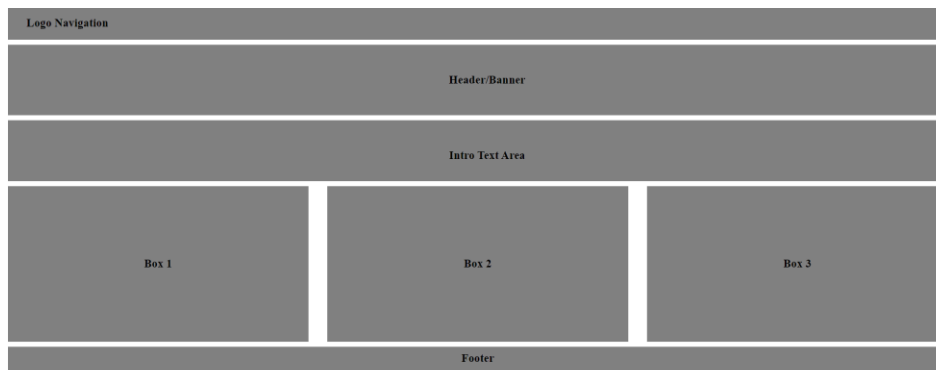 Logo Navigation
Header/Banner
Intro Text Area
Box 1
Box 2
Box 3
Footer